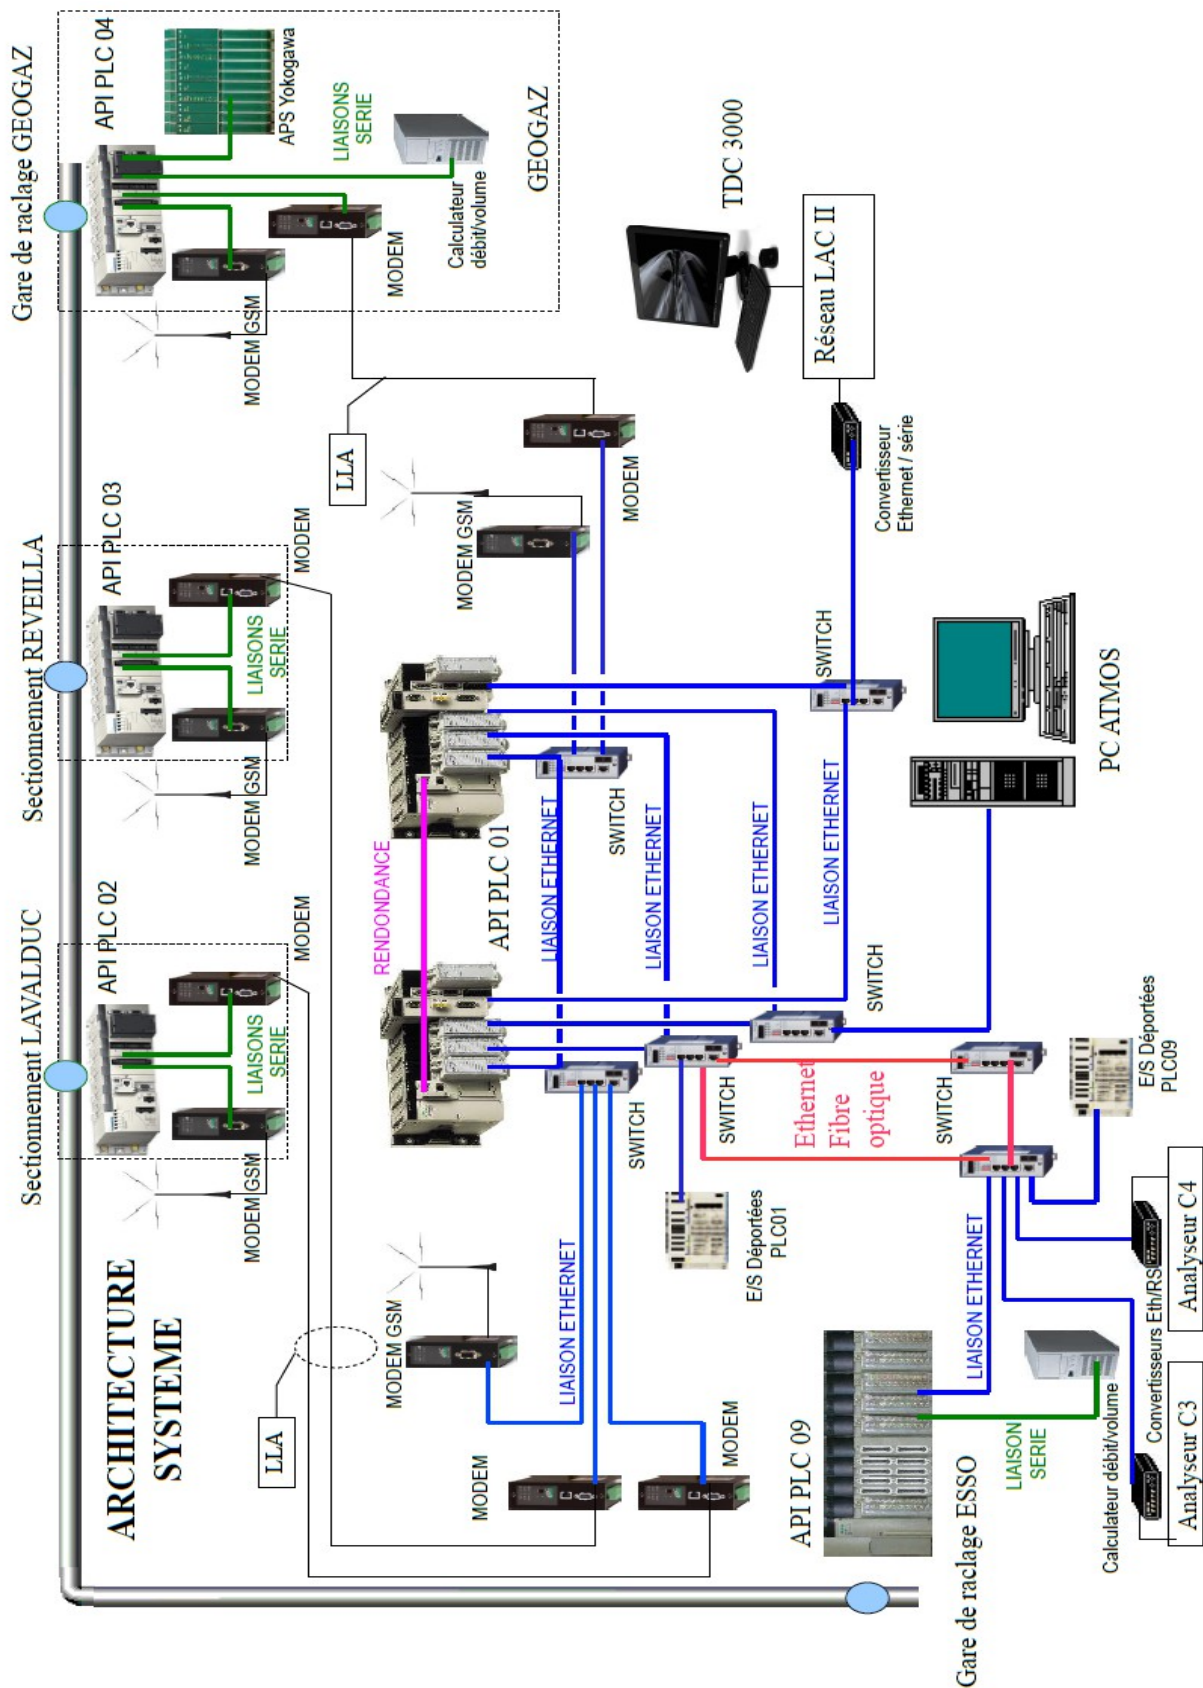 ARCHITECTURE
SYSTEME
Sectionnement LAVALDUC
Sectionnement REVEILLA
Gare de raclage GEOGAZ
API PLC 02
API PLC 03
API PLC 04
MODEM GSM
LIAISONS
SERIE
MODEM
MODEM GSM
LIAISONS
SERIE
MODEM
MODEM GSM
MODEM
APS Yokogawa
LIAISONS
SERIE
Calculateur
débit/volume
GEOGAZ
LLA
MODEM GSM
LLA
MODEM GSM
MODEM
RENDONDANCE
API PLC 01
LIAISON ETHERNET
MODEM
MODEM
SWITCH
LIAISON ETHERNET
SWITCH
LIAISON ETHERNET
LIAISON ETHERNET
LIAISON ETHERNET
SWITCH
SWITCH
SWITCH
Convertisseur
Ethernet / série
Réseau LAC II
TDC 3000
E/S Déportées
PLC01
Ethernet
Fibre
optique
SWITCH
PC ATMOS
API PLC 09
LIAISON ETHERNET
LIAISON
SERIE
E/S Déportées
PLC09
Gare de raclage ESSO
Calculateur débit/volume
Convertisseurs Eth/RS
Analyseur C3
Analyseur C4